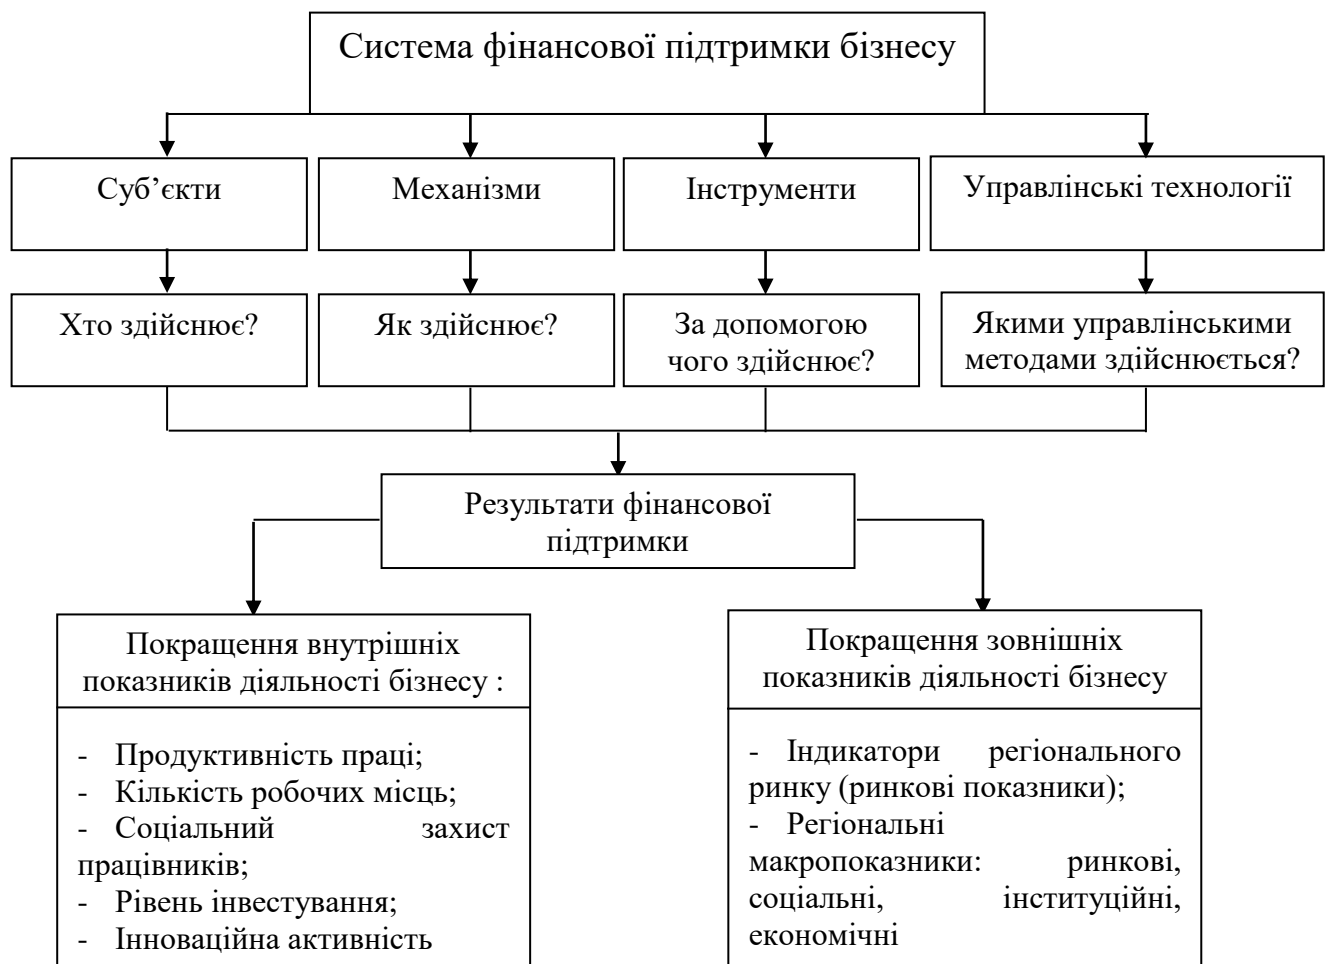 Система фінансової підтримки бізнесу
Суб’єкти
Механізми
Інструменти
Управлінські технології
Хто здійснює?
Як здійснює?
За допомогою
чого здійснює?
Якими управлінськими
методами здійснюється?
Результати фінансової
підтримки
Покращення внутрішніх
показників діяльності бізнесу :
- Продуктивність праці;
- Кількість робочих місць;
- Соціальний захист
працівників;
- Рівень інвестування;
- Інноваційна активність
Покращення зовнішніх
показників діяльності бізнесу
- Індикатори регіонального
ринку (ринкові показники);
- Регіональні
макропоказники: ринкові,
соціальні, інституційні,
економічні